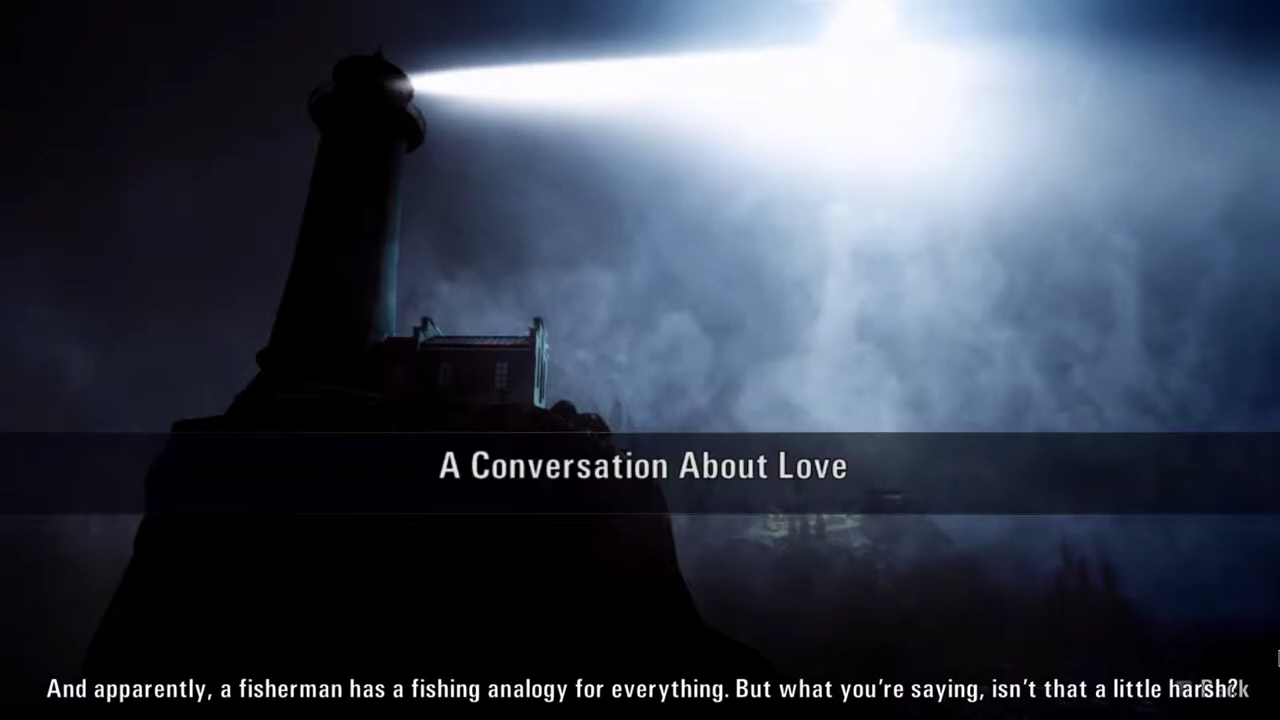 A Conversation About Love
And apparently, a fisherman has a fishing analogy for everything. But what you're saying, isn't that a little harsh?
Back